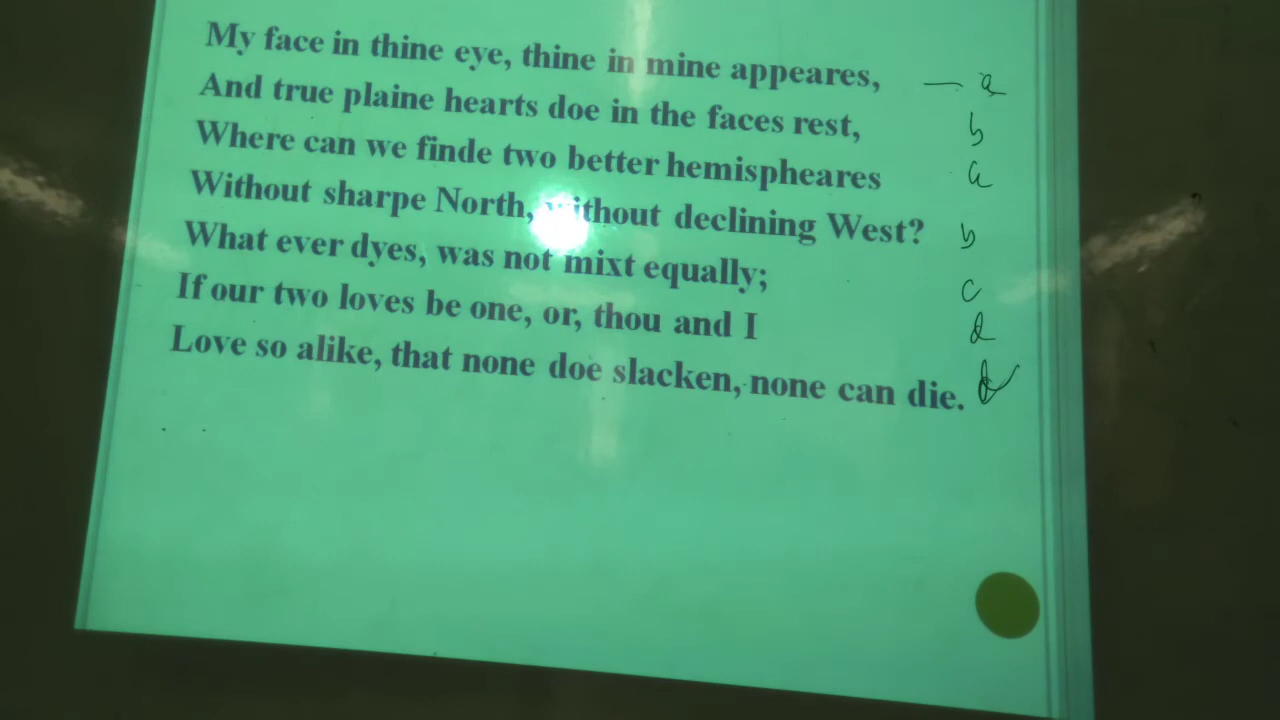 My face in thine eye, thine in mine appeares, — a
And true plaine hearts doe in the faces rest, b
Where can we finde two better hemispheares a
Without sharpe North, without declining West? b
What ever dyes, was not mixt equally; c
If our two loves be one, or, thou and I d
Love so alike, that none doe slacken, none can die.